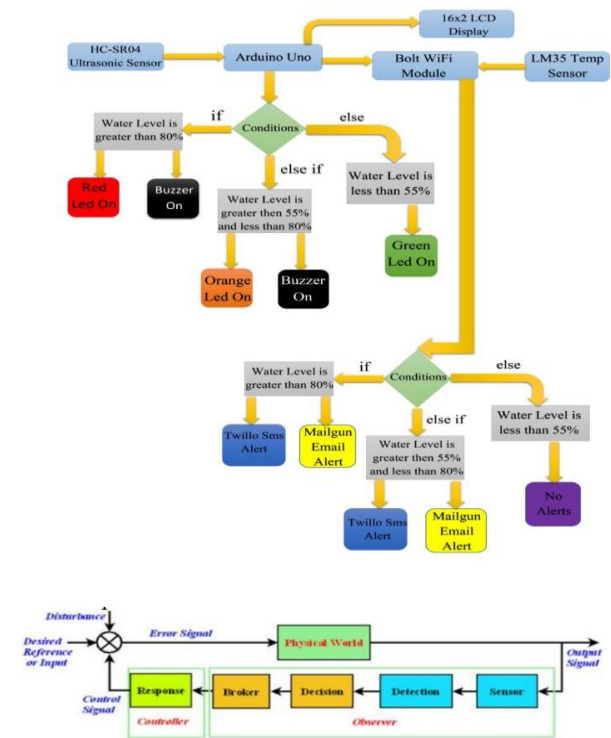 16x2 LCD
Display
HC-SR04
Ultrasonic Sensor
Arduino Uno
Bolt WiFi
Module
LM35 Temp
Sensor
if
else
Water Level is
greater than 80%
Conditions
else if
Water Level is
less than 55%
Red
Led On
Buzzer
On
Water Level is
greater then 55%
and less than 80%
Green
Led On
Orange
Led On
Buzzer
On
if
else
Water Level is
greater than 80%
Conditions
else if
Water Level is
less than 55%
Twillo Sms
Alert
Mailgun
Email
Alert
Water Level is
greater then 55%
and less than 80%
No
Alerts
Twillo Sms
Alert
Mailgun
Email
Alert
Disturbance
Desired
Reference
or Input
Error Signal
Physical World
Output
Signal
Control
Signal
Response
Broker
Decision
Detection
Sensor
Controller
Observer